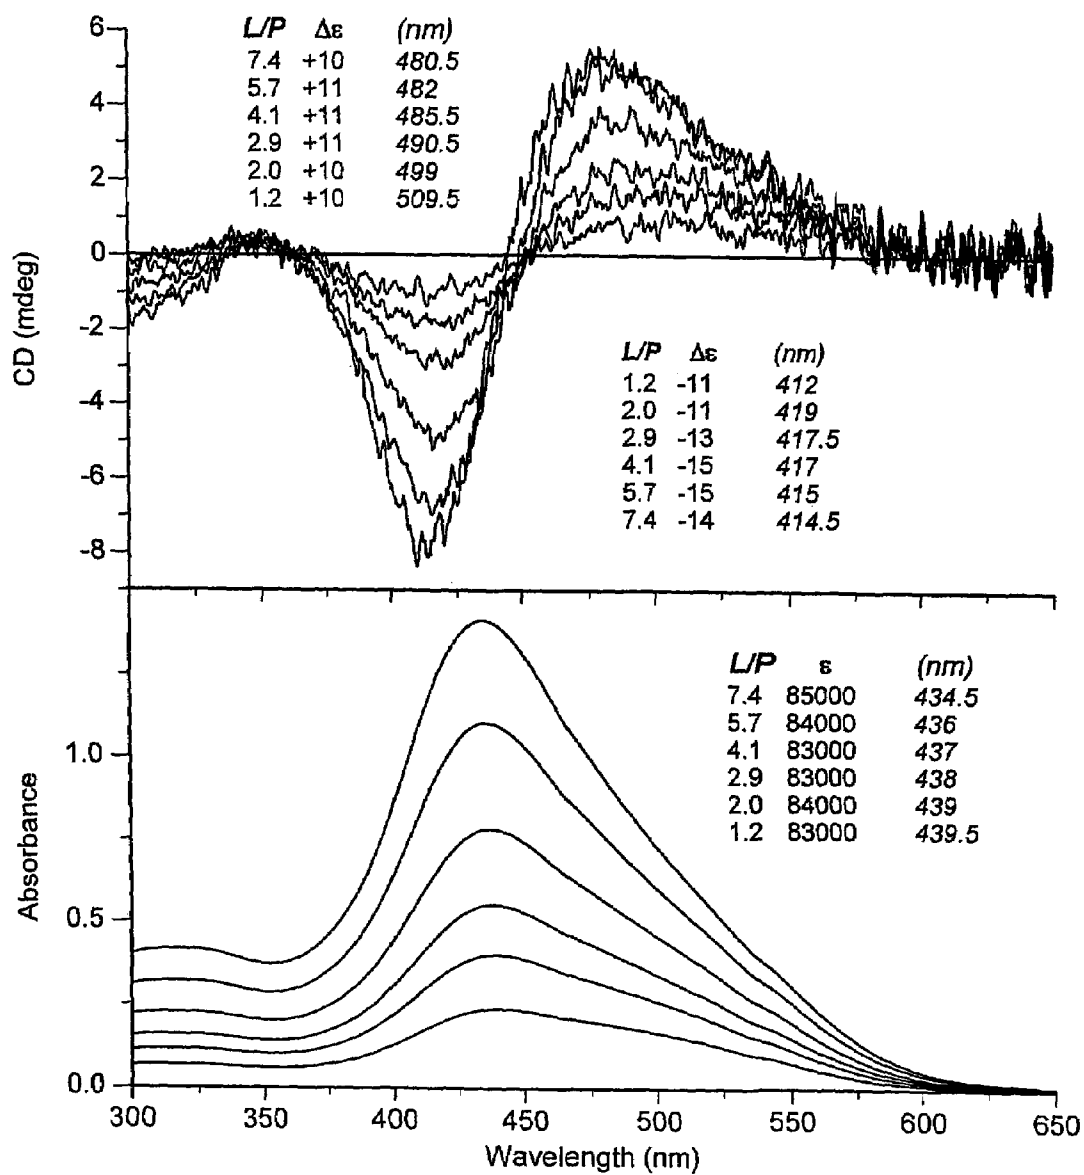 L/P Δε (nm)
7.4 +10 480.5
5.7 +11 482
4.1 +11 485.5
2.9 +11 490.5
2.0 +10 499
1.2 +10 509.5
6
4
2
0
-2
-4
-6
-8
CD (mdeg)
L/P Δε (nm)
1.2 -11 412
2.0 -11 419
2.9 -13 417.5
4.1 -15 417
5.7 -15 415
7.4 -14 414.5
L/P ε (nm)
7.4 85000 434.5
5.7 84000 436
4.1 83000 437
2.9 83000 438
2.0 84000 439
1.2 83000 439.5
1.0
0.5
0.0
Absorbance
300 350 400 450 500 550 600 650
Wavelength (nm)